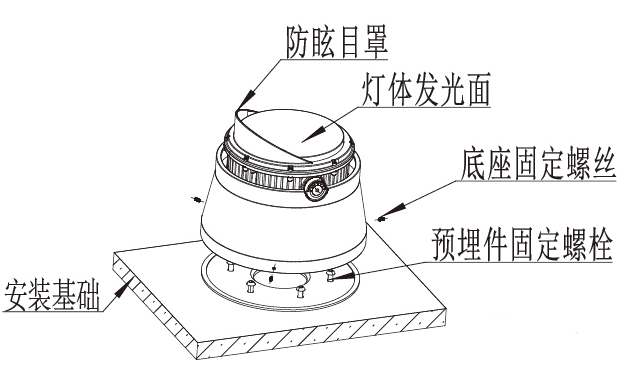 防眩目罩
灯体发光面
底座固定螺丝
预埋件固定螺栓
安装基础